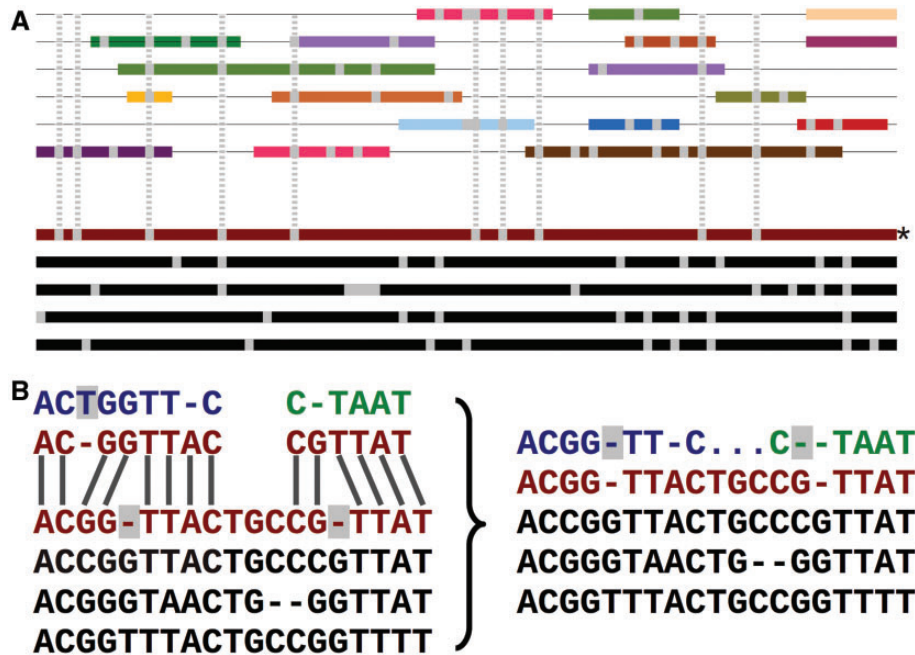 A
*
B
ACTGGTT-C C-TAAT
AC-GGTTAC CGTTAT
ACGG-TTACTGCCG-TTAT
ACCGGTTACTGCCCGTTAT
ACGGGTAACTG--GGTTAT
ACGGTTTACTGCCGGTTTT
ACGG-TT-C...C--TAAT
ACGG-TTACTGCCG-TTAT
ACCGGTTACTGCCCGTTAT
ACGGGTAACTG--GGTTAT
ACGGTTTACTGCCGGTTTT